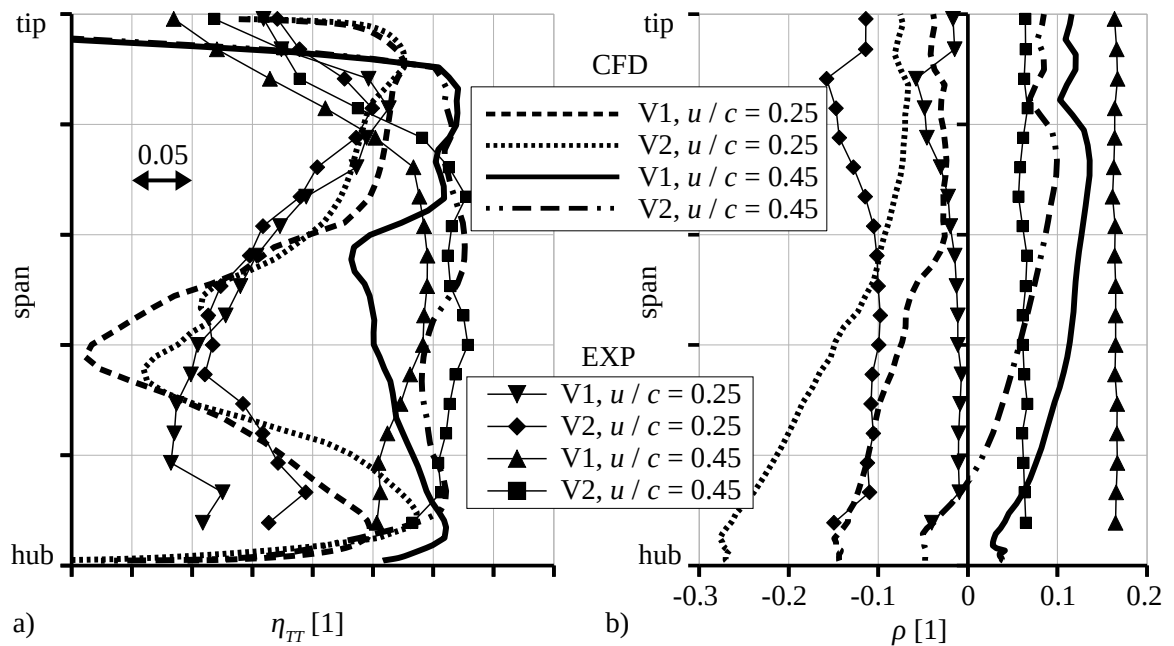 tip
span
hub
0.05
CFD
V1, u / c = 0.25
V2, u / c = 0.25
V1, u / c = 0.45
V2, u / c = 0.45
EXP
V1, u / c = 0.25
V2, u / c = 0.25
V1, u / c = 0.45
V2, u / c = 0.45
a)
η_TT [1]
tip
span
hub
-0.3 -0.2 -0.1 0 0.1 0.2
b)
ρ [1]